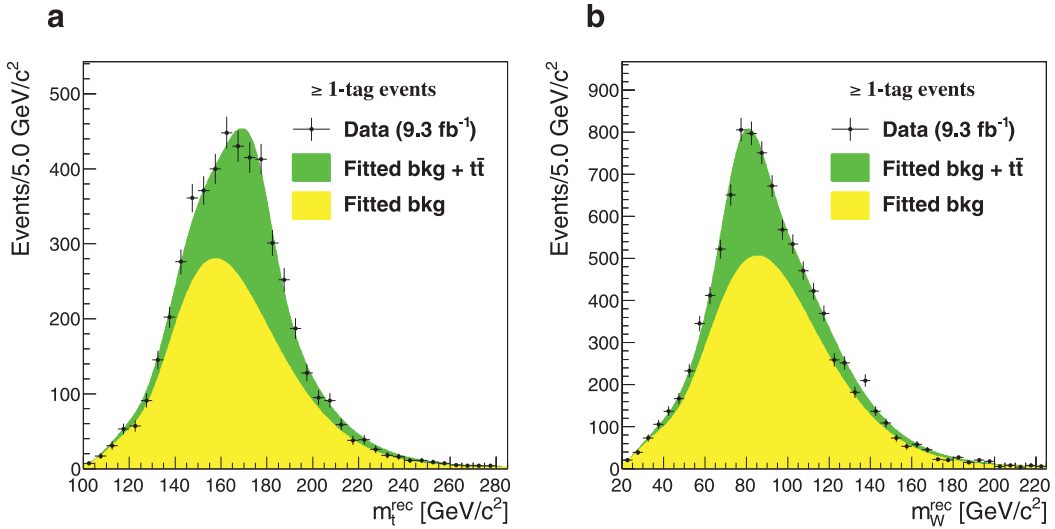 a
Events/5.0 GeV/c²
500
400
300
200
100
0
100 120 140 160 180 200 220 240 260 280
m_t^rec [GeV/c²]
≥ 1-tag events
Data (9.3 fb⁻¹)
Fitted bkg + tt̄
Fitted bkg
b
Events/5.0 GeV/c²
900
800
700
600
500
400
300
200
100
0
20 40 60 80 100 120 140 160 180 200 220
m_W^rec [GeV/c²]
≥ 1-tag events
Data (9.3 fb⁻¹)
Fitted bkg + tt̄
Fitted bkg